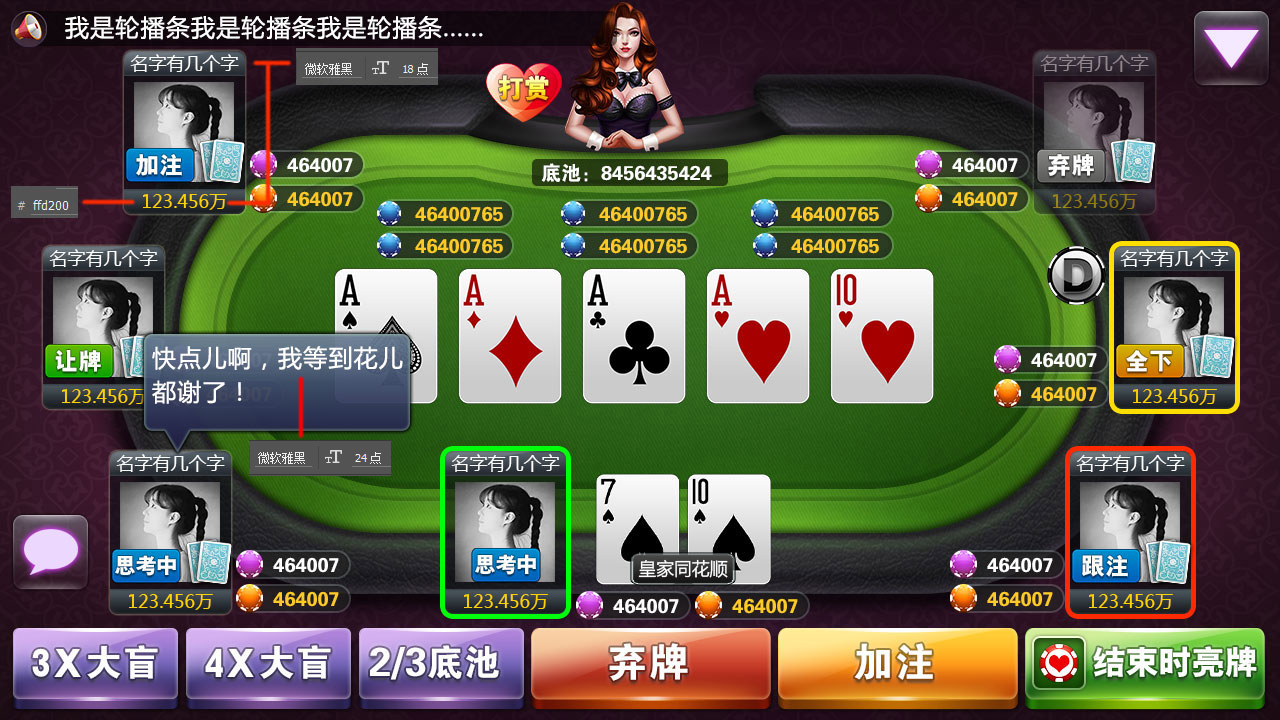 我是轮播条我是轮播条我是轮播条......
名字有几个字
微软雅黑 TT 18 点
打赏
名字有几个字
加注
464007
底池：8456435424
464007
弃牌
# ffd200
123.456万
464007
464007
123.456万
46400765
46400765
46400765
46400765
46400765
46400765
名字有几个字
D
名字有几个字
A
A
A
A
10
让牌
快点儿啊，我等到花儿
都谢了！
464007
全下
123.456万
464007
123.456万
微软雅黑 TT 24 点
名字有几个字
名字有几个字
7
10
名字有几个字
思考中
464007
思考中
皇家同花顺
464007
跟注
123.456万
464007
123.456万
464007
464007
464007
123.456万
3X大盲
4X大盲
2/3底池
弃牌
加注
结束时亮牌